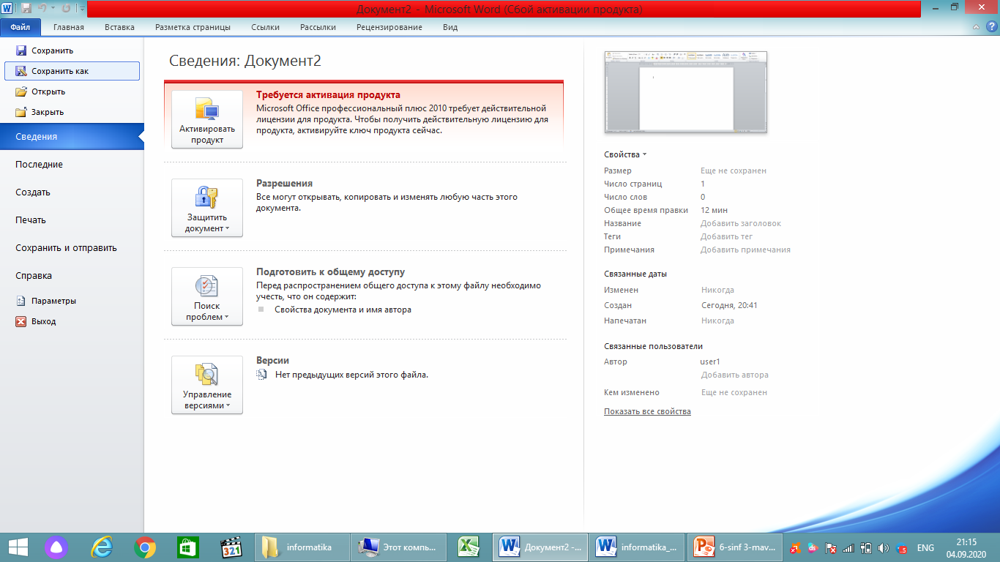 Документ2 - Microsoft Word (Сбой активации продукта)
Файл Главная Вставка Разметка страницы Ссылки Рассылки Рецензирование Вид
Сохранить
Сохранить как
Открыть
Закрыть
Сведения
Последние
Создать
Печать
Сохранить и отправить
Справка
Параметры
Выход
Сведения: Документ2
Активировать
продукт
Требуется активация продукта
Microsoft Office профессиональный плюс 2010 требует действительной
лицензии для продукта. Чтобы получить действительную лицензию для
продукта, активируйте ключ продукта сейчас.
Защитить
документ
Разрешения
Все могут открывать, копировать и изменять любую часть этого
документа.
Поиск
проблем
Подготовить к общему доступу
Перед распространением общего доступа к этому файлу необходимо
учесть, что он содержит:
Свойства документа и имя автора
Управление
версиями
Версии
Нет предыдущих версий этого файла.
Свойства
Размер Еще не сохранен
Число страниц 1
Число слов 0
Общее время правки 12 мин
Название Добавить заголовок
Теги Добавить тег
Примечания Добавить примечания
Связанные даты
Изменен Никогда
Создан Сегодня, 20:41
Напечатан Никогда
Связанные пользователи
Автор user1
Добавить автора
Кем изменено Еще не сохранен
Показать все свойства
321 informatika Этот компь... Документ2 -... informatika_... 6-sinf 3-mav... ENG 21:15
04.09.2020